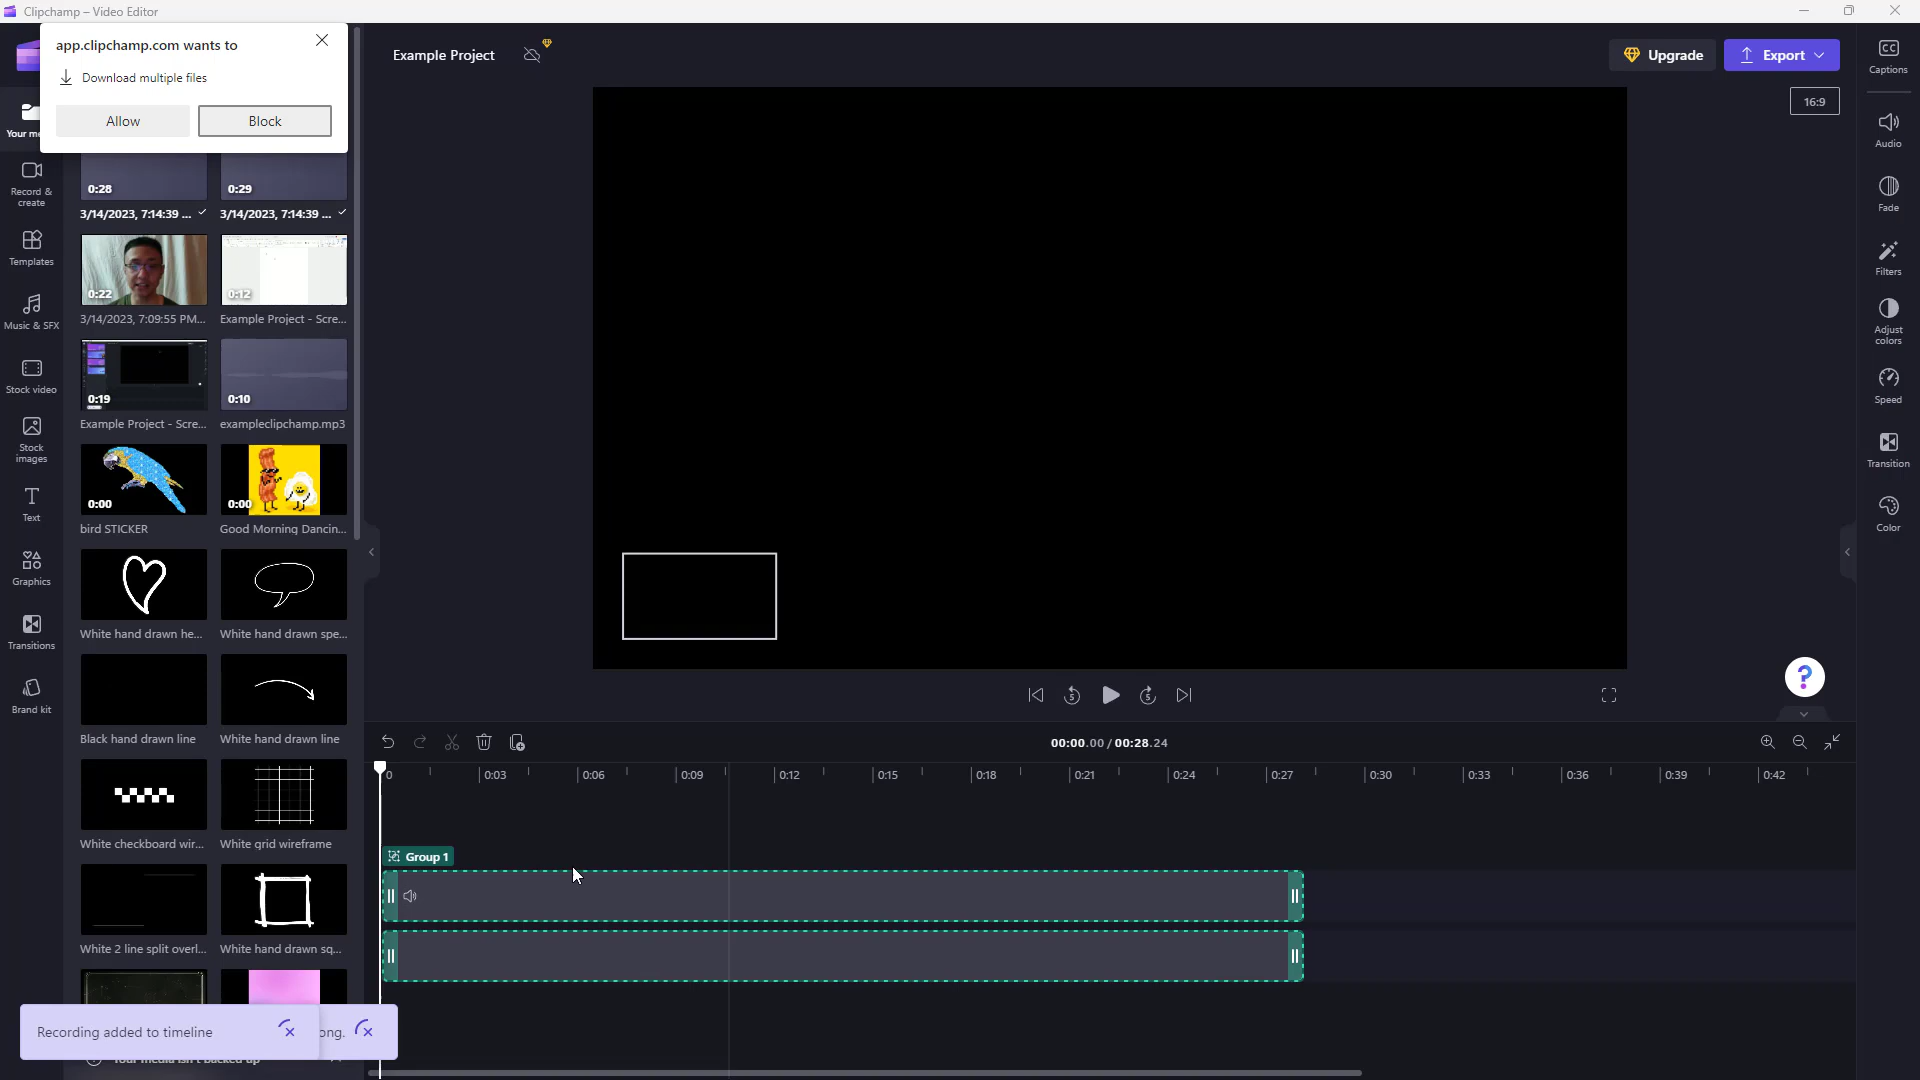 Clipchamp – Video Editor
app.clipchamp.com wants to
Download multiple files
Allow
Block
Example Project
Upgrade
Export
Captions
16:9
Your me
Audio
Record &
create
0:28
0:29
3/14/2023, 7:14:39 ...
3/14/2023, 7:14:39 ...
Fade
Templates
0:22
0:12
3/14/2023, 7:09:55 PM...
Example Project - Scre...
Filters
Music & SFX
Adjust
colors
Stock video
0:19
0:10
Example Project - Scre...
exampleclipchamp.mp3
Speed
Stock
images
Transition
Text
0:00
0:00
bird STICKER
Good Morning Dancin...
Color
Graphics
White hand drawn he...
White hand drawn spe...
Transitions
Brand kit
Black hand drawn line
White hand drawn line
5
5
?
00:00.00 / 00:28.24
0
0:03
0:06
0:09
0:12
0:15
0:18
0:21
0:24
0:27
0:30
0:33
0:36
0:39
0:42
White checkboard wir...
White grid wireframe
Group 1
White 2 line split overl...
White hand drawn sq...
Recording added to timeline
ong.